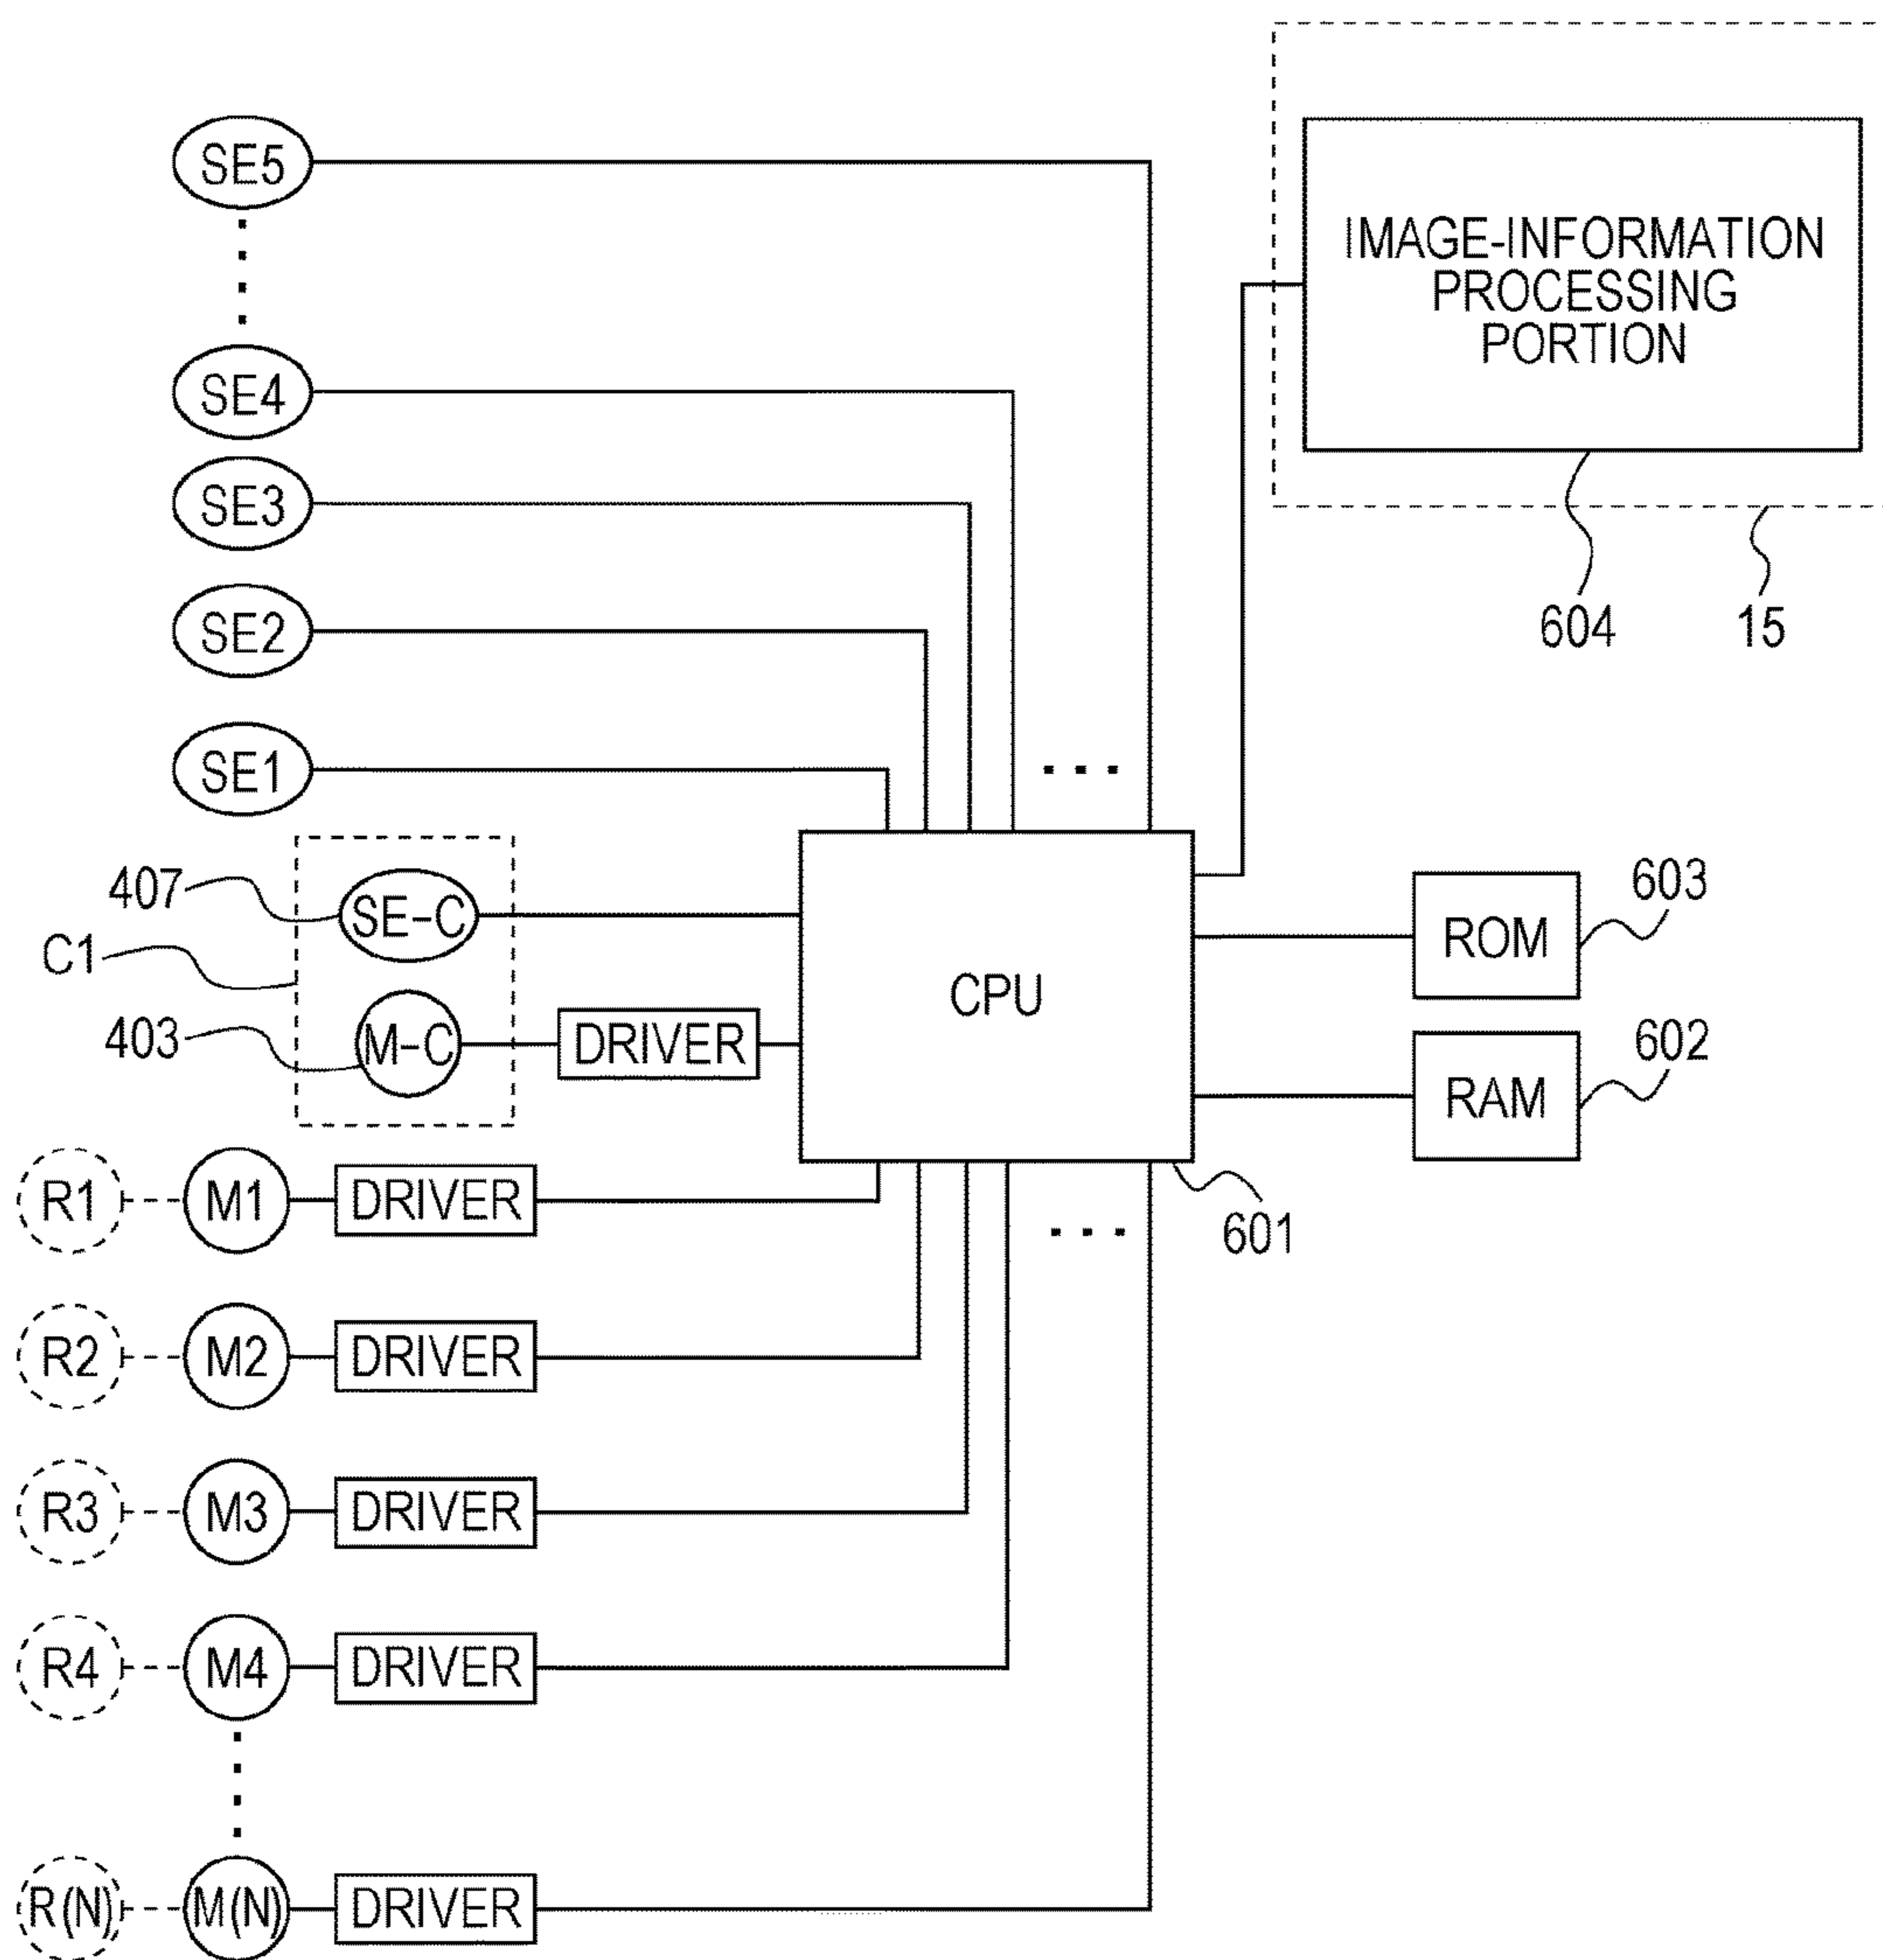 SE5
IMAGE-INFORMATION
PROCESSING
PORTION
SE4
SE3
604
15
SE2
SE1
...
407
SE-C
603
ROM
C1
CPU
403
M-C
DRIVER
602
RAM
R1
M1
DRIVER
...
601
R2
M2
DRIVER
R3
M3
DRIVER
R4
M4
DRIVER
R(N)
M(N)
DRIVER